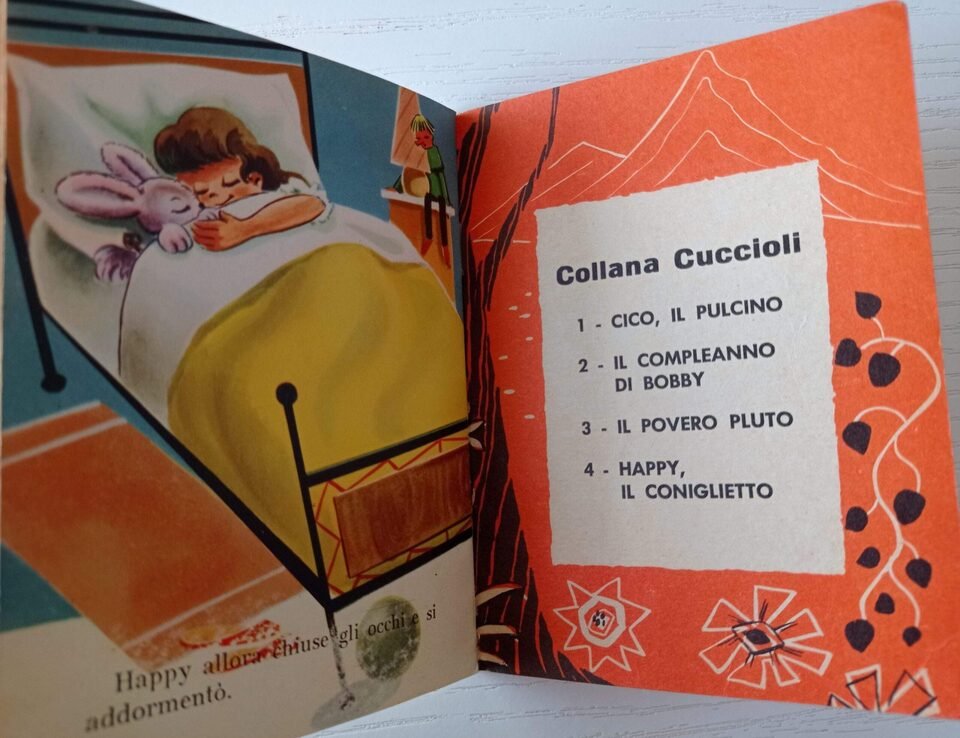 Happy allora chiuse gli occhi e si
addormentò.
Collana Cuccioli
1 - CICO, IL PULCINO
2 - IL COMPLEANNO
DI BOBBY
3 - IL POVERO PLUTO
4 - HAPPY,
IL CONIGLIETTO